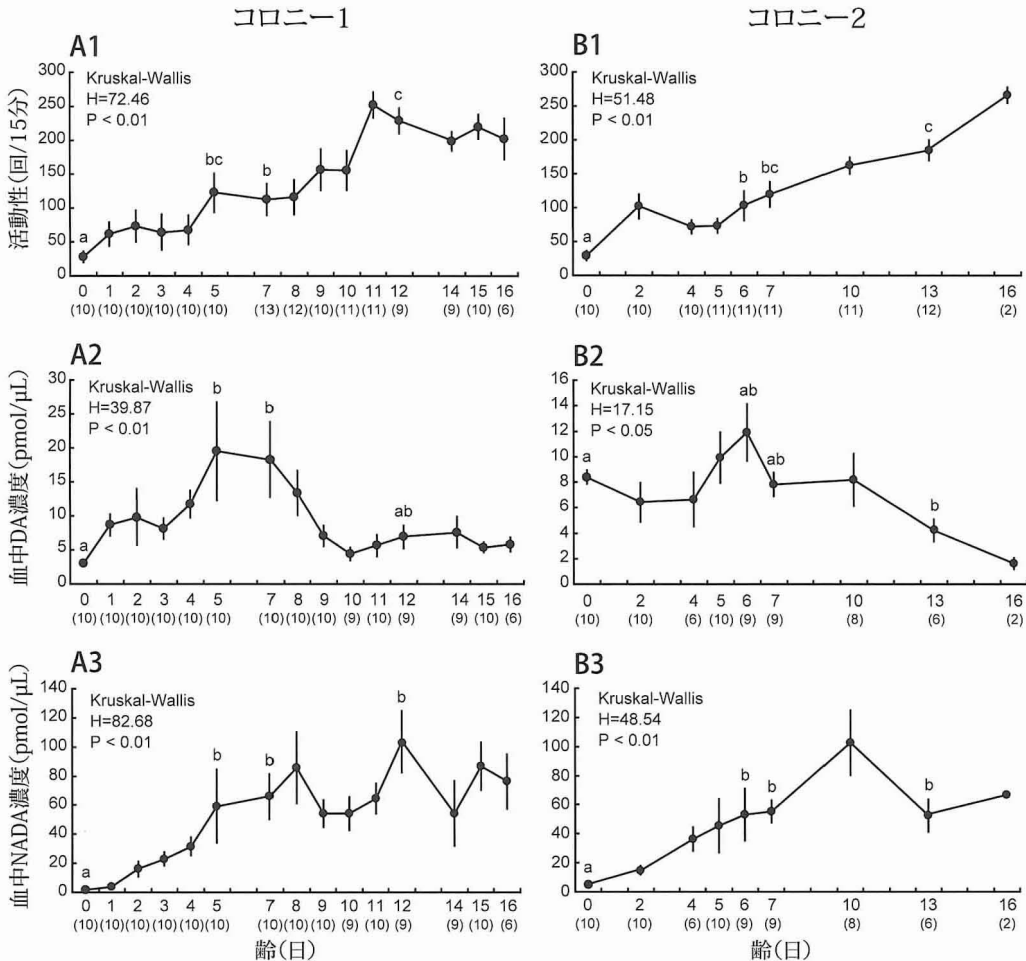 コロニー1
コロニー2
A1
Kruskal-Wallis
H=72.46
P < 0.01
活動性(回/15分)
300
250
200
150
100
50
0
a
bc
b
c
0 1 2 3 4 5 7 8 9 10 11 12 14 15 16
(10) (10) (10) (10) (10) (10) (13) (12) (10) (11) (11) (9) (9) (10) (6)
B1
Kruskal-Wallis
H=51.48
P < 0.01
300
250
200
150
100
50
0
a
b
bc
c
0 2 4 5 6 7 10 13 16
(10) (10) (10) (11) (11) (11) (11) (12) (2)
A2
Kruskal-Wallis
H=39.87
P < 0.01
血中DA濃度(pmol/μL)
30
25
20
15
10
5
0
a
b
b
ab
0 1 2 3 4 5 7 8 9 10 11 12 14 15 16
(10) (10) (10) (10) (10) (10) (10) (10) (10) (9) (10) (9) (9) (10) (6)
B2
Kruskal-Wallis
H=17.15
P < 0.05
16
14
12
10
8
6
4
2
0
a
ab
ab
b
0 2 4 5 6 7 10 13 16
(10) (10) (6) (10) (9) (9) (8) (6) (2)
A3
Kruskal-Wallis
H=82.68
P < 0.01
血中NADA濃度(pmol/μL)
140
120
100
80
60
40
20
0
a
b
b
b
0 1 2 3 4 5 7 8 9 10 11 12 14 15 16
(10) (10) (10) (10) (10) (10) (10) (10) (10) (9) (10) (9) (9) (10) (6)
齢(日)
B3
Kruskal-Wallis
H=48.54
P < 0.01
140
120
100
80
60
40
20
0
a
b
b
b
0 2 4 5 6 7 10 13 16
(10) (10) (6) (10) (9) (9) (8) (6) (2)
齢(日)